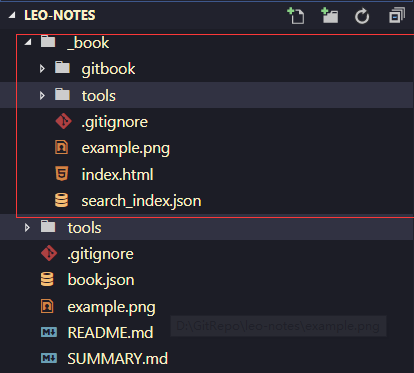 LEO-NOTES
_book
gitbook
tools
.gitignore
example.png
index.html
search_index.json
tools
.gitignore
book.json
example.png
D:\GitRepo\leo-notes\example.png
README.md
SUMMARY.md